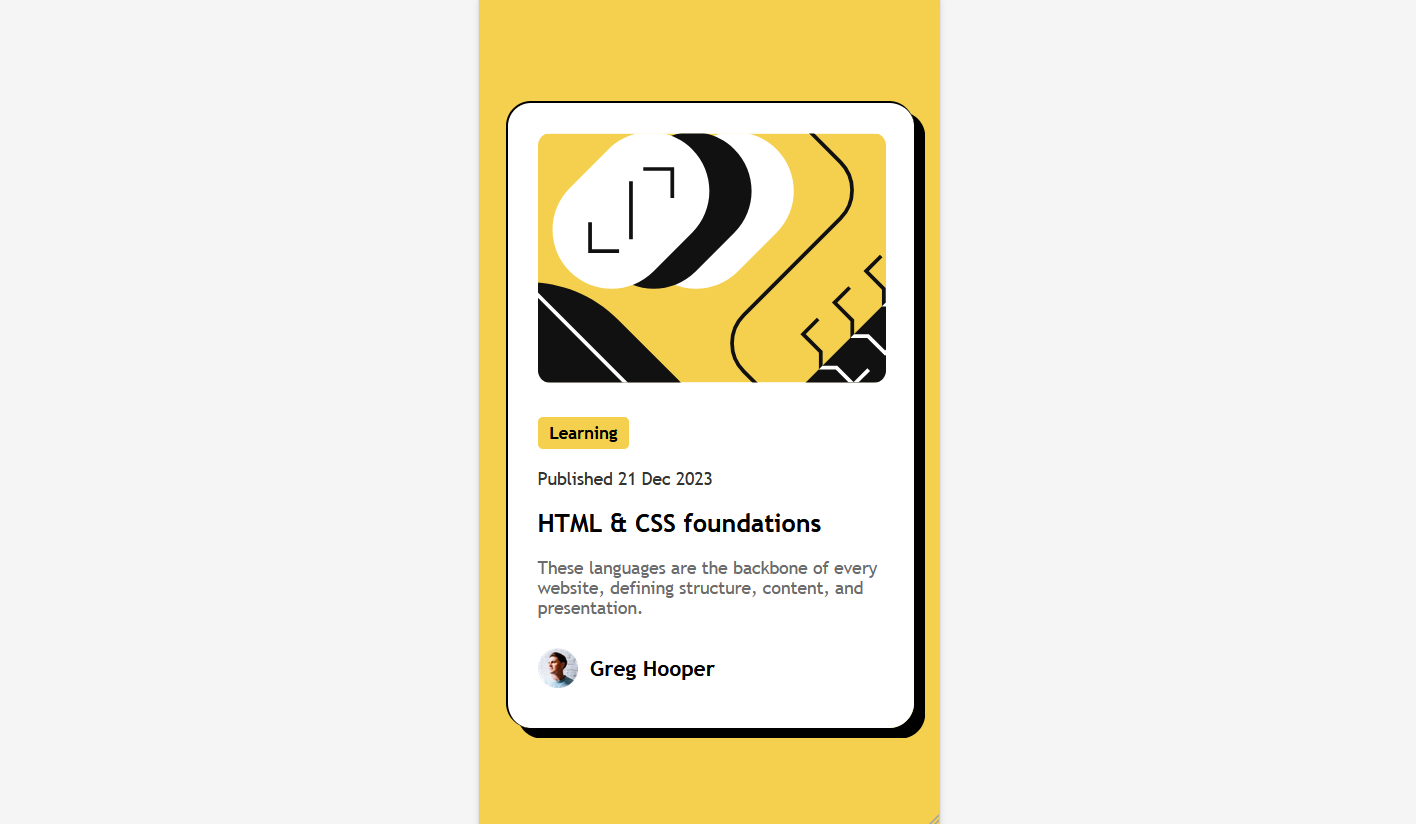 Learning
Published 21 Dec 2023
HTML & CSS foundations
These languages are the backbone of every
website, defining structure, content, and
presentation.
Greg Hooper